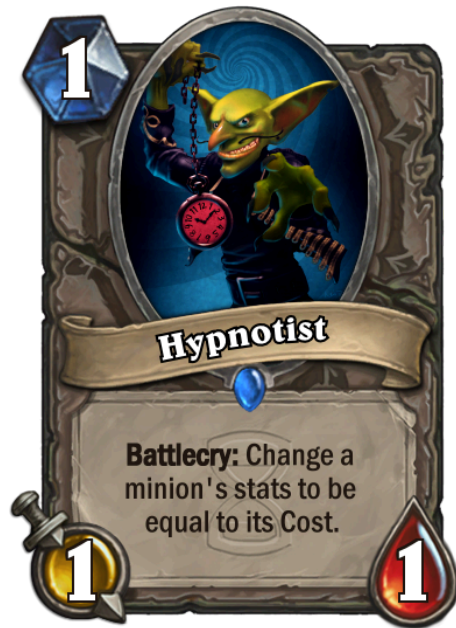 1
Hypnotist
Battlecry: Change a
minion's stats to be
equal to its Cost.
1
1